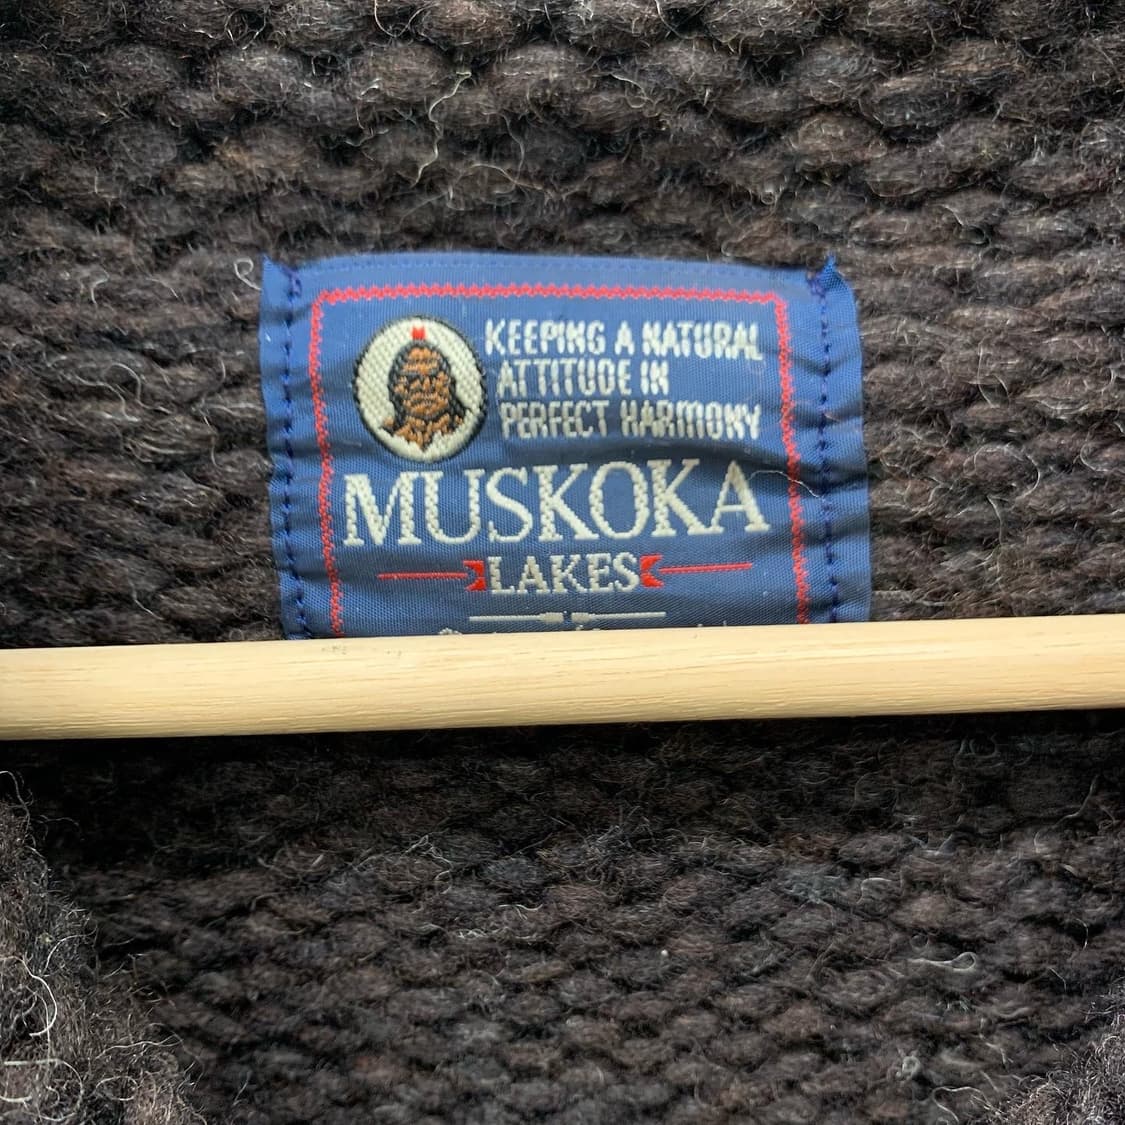 KEEPING A NATURAL
ATTITUDE IN
PERFECT HARMONY
MUSKOKA
LAKES